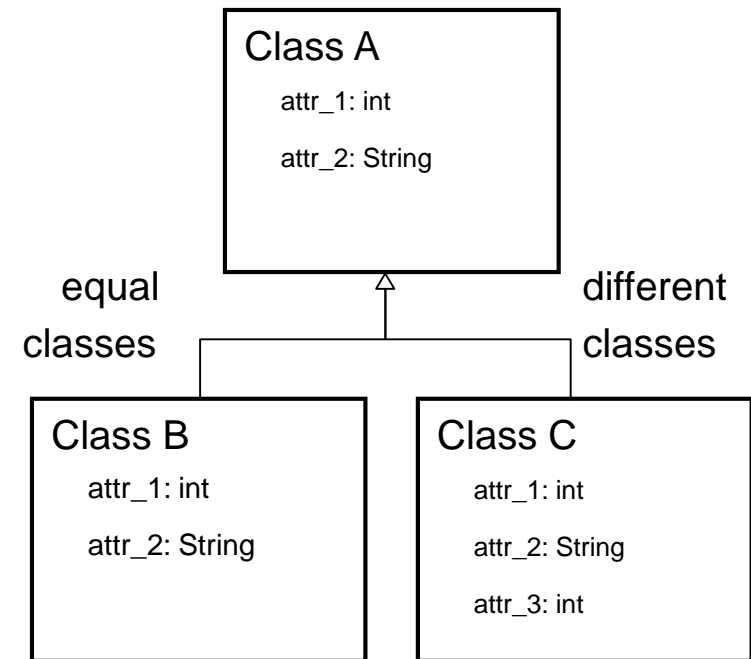 Class A
attr_1: int
attr_2: String
equal
classes
different
classes
Class B
attr_1: int
attr_2: String
Class C
attr_1: int
attr_2: String
attr_3: int